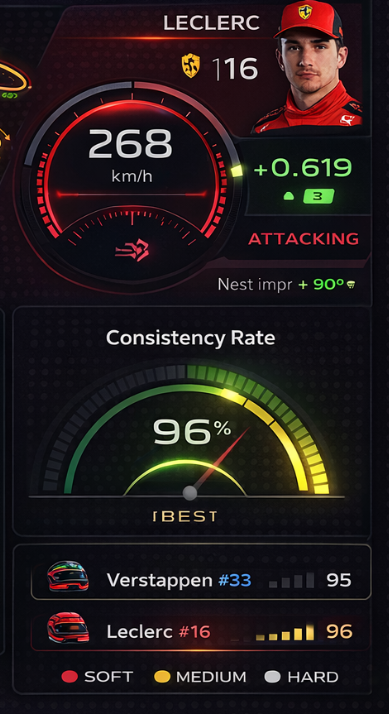 LECLERC
116
268
km/h
+0.619
3
ATTACKING
Nest impr + 90°
Consistency Rate
96%
[BEST
Verstappen #33 95
Leclerc #16 96
SOFT MEDIUM HARD